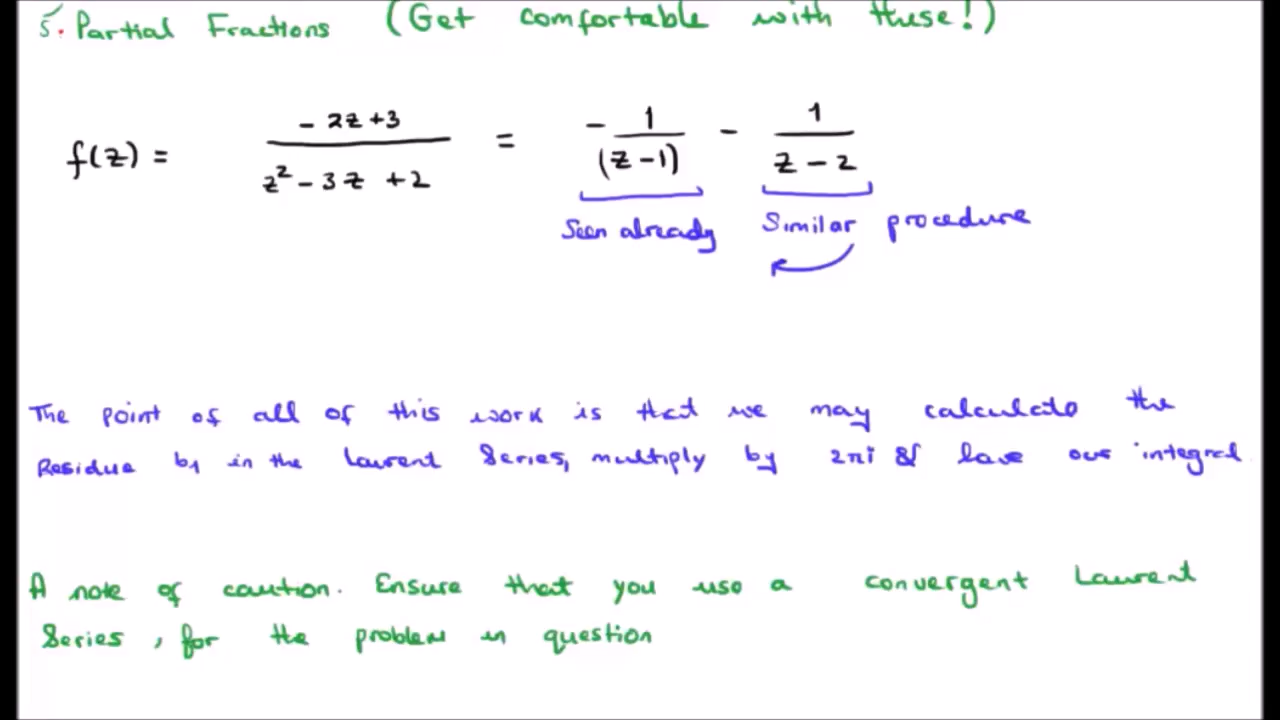 5. Partial Fractions (Get comfortable with these!)
f(z) = (-2z+3)/(z² - 3z + 2) = - 1/(z-1) - 1/(z-2)
Seen already Similar procedure
The point of all of this work is that we may calculate the
Residue b₁ in the Laurent Series, multiply by 2πi & have our integral.
A note of caution. Ensure that you use a convergent Laurent
Series, for the problem in question